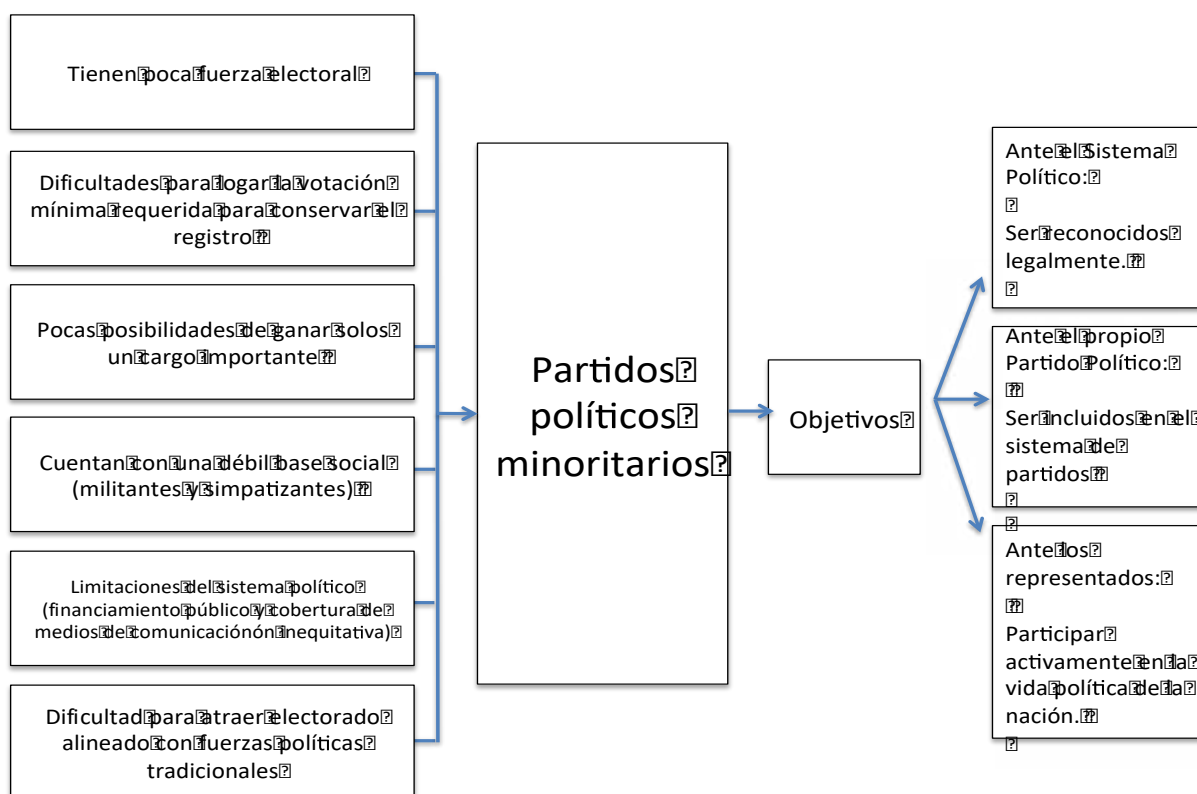 Tienen poca fuerza electoral
Dificultades para logar la votación
mínima requerida para conservar el
registro
Pocas posibilidades de ganar solos
un cargo importante
Cuentan con una débil base social
(militantes y simpatizantes)
Limitaciones del sistema político
(financiamiento público y cobertura de
medios de comunicaciónón inequitativa)
Dificultad para atraer electorado
alineado con fuerzas políticas
tradicionales
Partidos
políticos
minoritarios
Objetivos
Ante el Sistema
Político:
Ser reconocidos
legalmente.
Ante el propio
Partido Político:
Ser incluidos en el
sistema de
partidos
Ante los
representados:
Participar
activamente en la
vida política de la
nación.